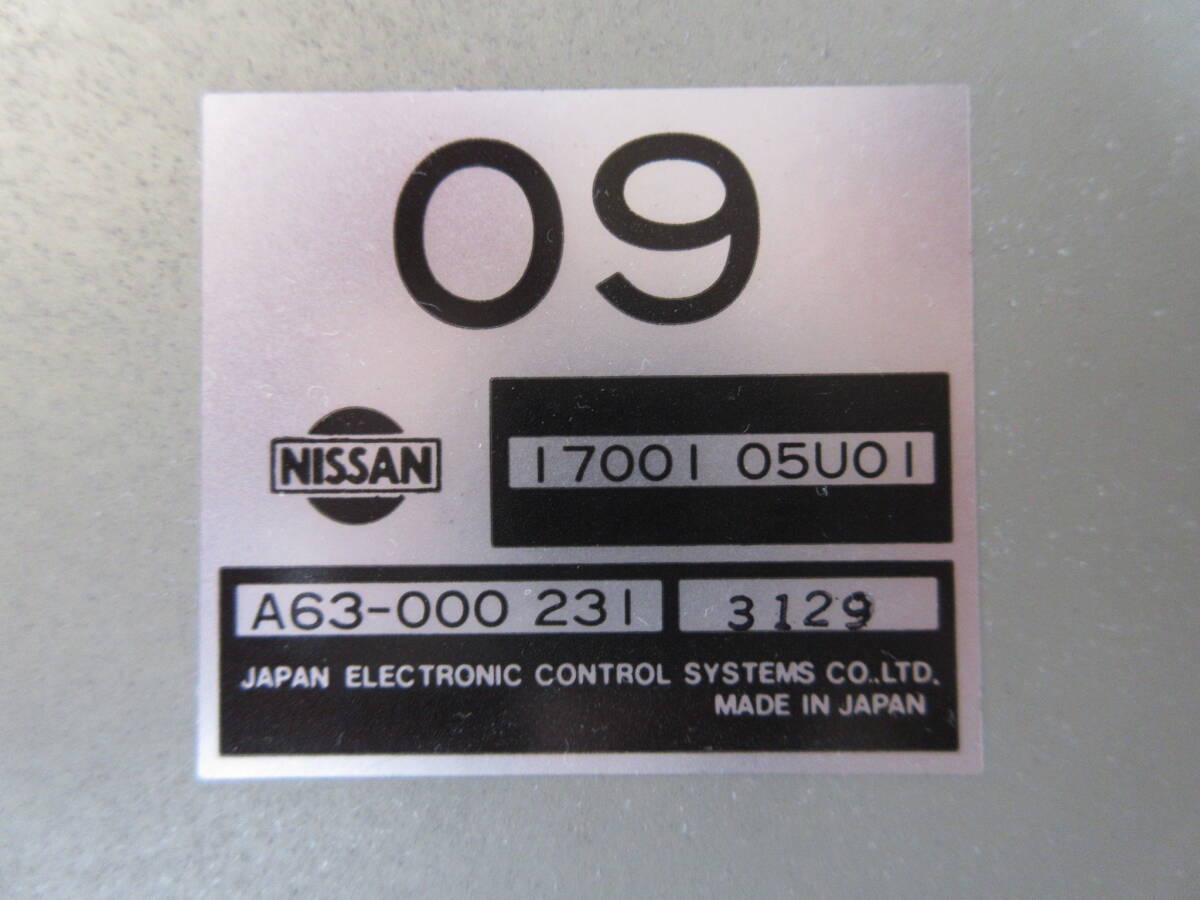 09
NISSAN
17001 05U01
A63-000 231 3129
JAPAN ELECTRONIC CONTROL SYSTEMS CO.,LTD.
MADE IN JAPAN